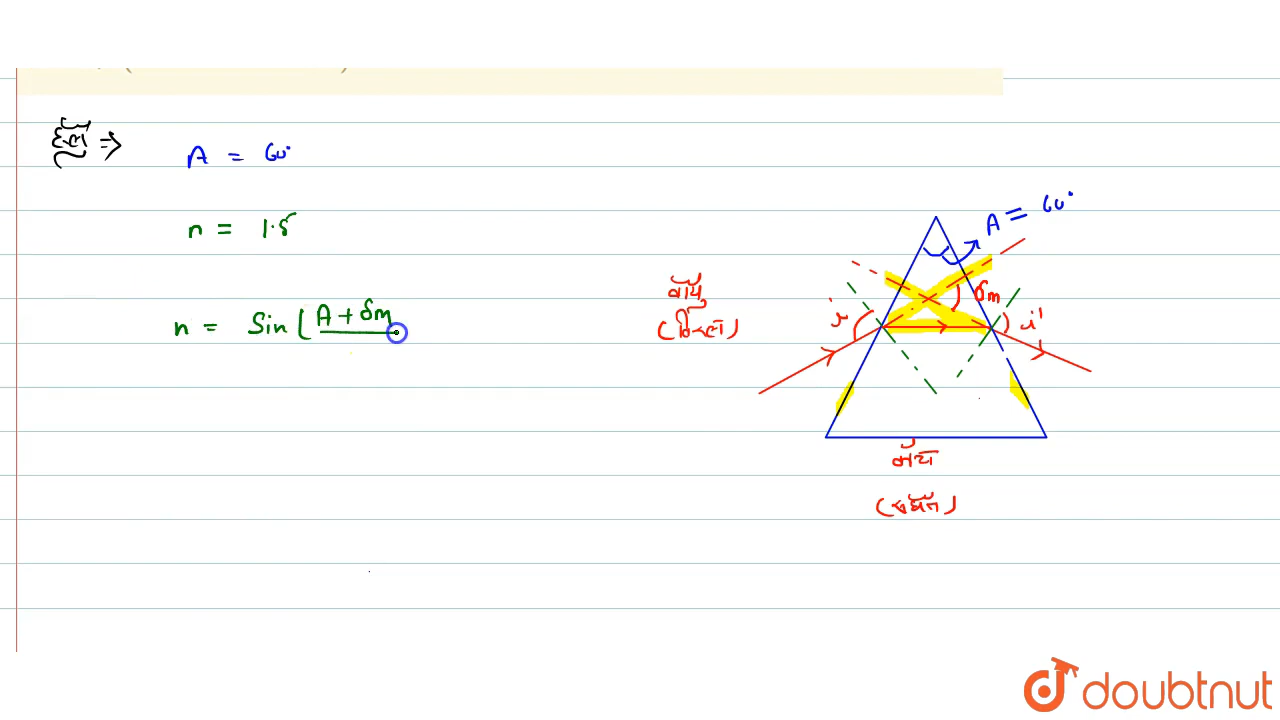 हल ⇒
A = 60°
n = 1.5
n = Sin [ A + δm
A = 60°
वायु
(विरल)
i
δm
i'
काँच
(सघन)
doubtnut